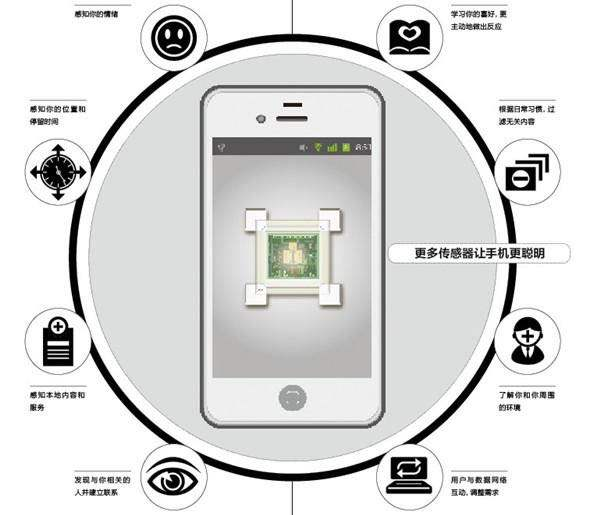 感知你的情绪
学习你的喜好，更
主动地做出反应
感知你的位置和
停留时间
根据日常习惯，过
滤无关内容
8:51
更多传感器让手机更聪明
感知本地内容和
服务
了解你和你周围
的环境
发现与你相关的
人并建立联系
用户与数据网络
互动，调整需求